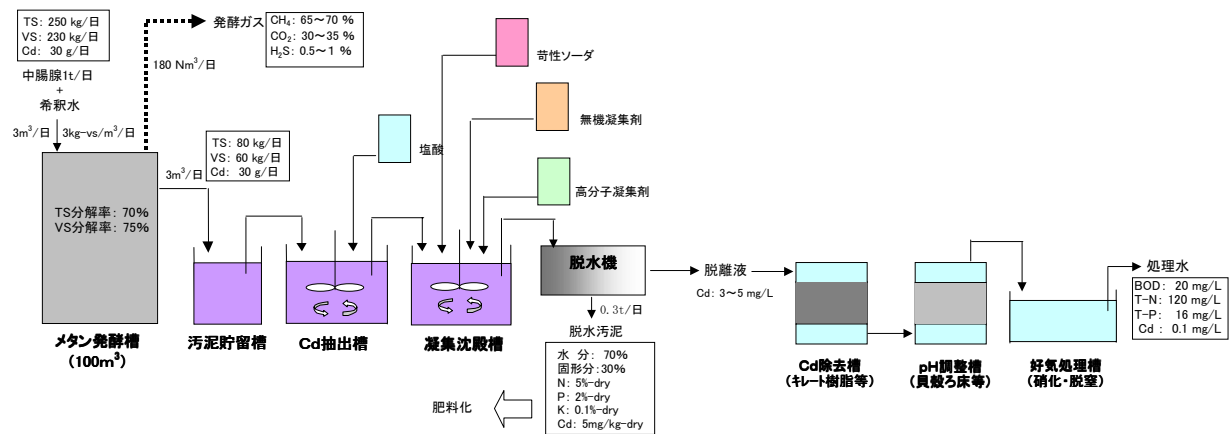 TS: 250 kg/日
VS: 230 kg/日
Cd: 30 g/日
中腸腺1t/日
+
希釈水
3m³/日
3kg-vs/m³/日
180 Nm³/日
発酵ガス
CH₄: 65～70 %
CO₂: 30～35 %
H₂S: 0.5～1 %
TS分解率: 70%
VS分解率: 75%
メタン発酵槽
(100m³)
3m³/日
TS: 80 kg/日
VS: 60 kg/日
Cd: 30 g/日
汚泥貯留槽
塩酸
Cd抽出槽
苛性ソーダ
無機凝集剤
高分子凝集剤
凝集沈殿槽
脱水機
0.3t/日
脱水汚泥
水 分: 70%
固形分:30%
N: 5%-dry
P: 2%-dry
K: 0.1%-dry
Cd: 5mg/kg-dry
肥料化
脱離液
Cd: 3～5 mg/L
Cd除去槽
(キレート樹脂等)
pH調整槽
(貝殻ろ床等)
好気処理槽
(硝化・脱窒)
処理水
BOD: 20 mg/L
T-N: 120 mg/L
T-P: 16 mg/L
Cd : 0.1 mg/L